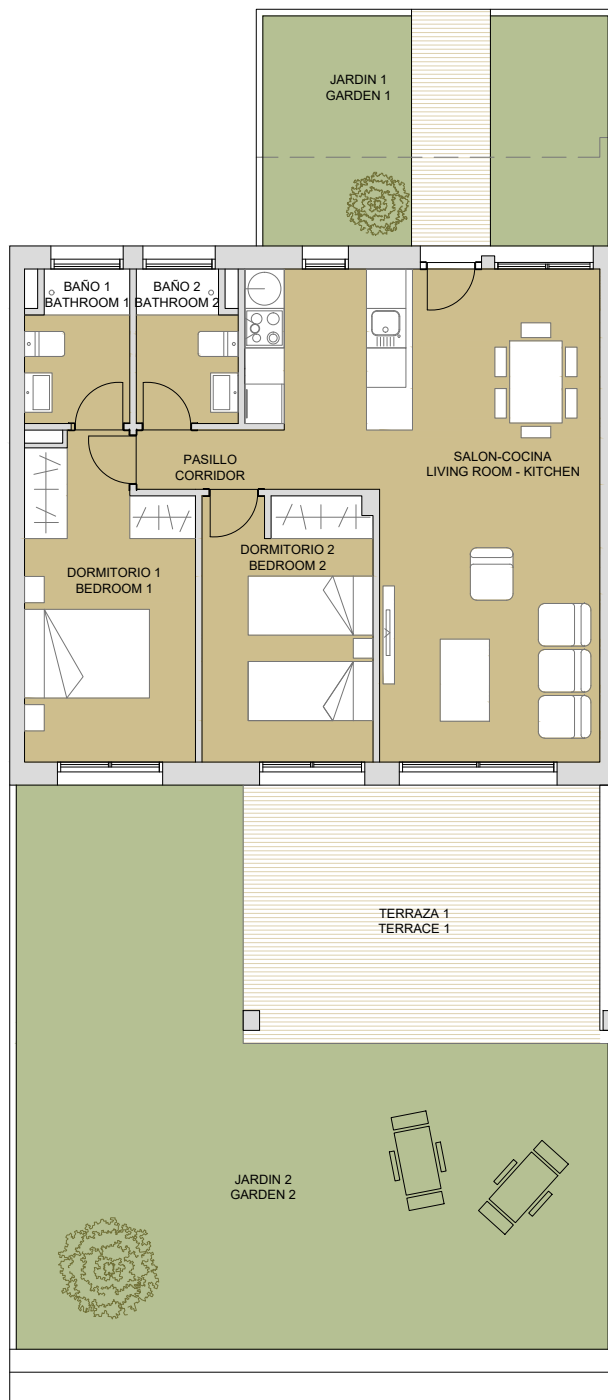 JARDIN 1
GARDEN 1
BAÑO 1
BATHROOM 1
BAÑO 2
BATHROOM 2
PASILLO
CORRIDOR
SALON-COCINA
LIVING ROOM - KITCHEN
DORMITORIO 1
BEDROOM 1
DORMITORIO 2
BEDROOM 2
TERRAZA 1
TERRACE 1
JARDIN 2
GARDEN 2